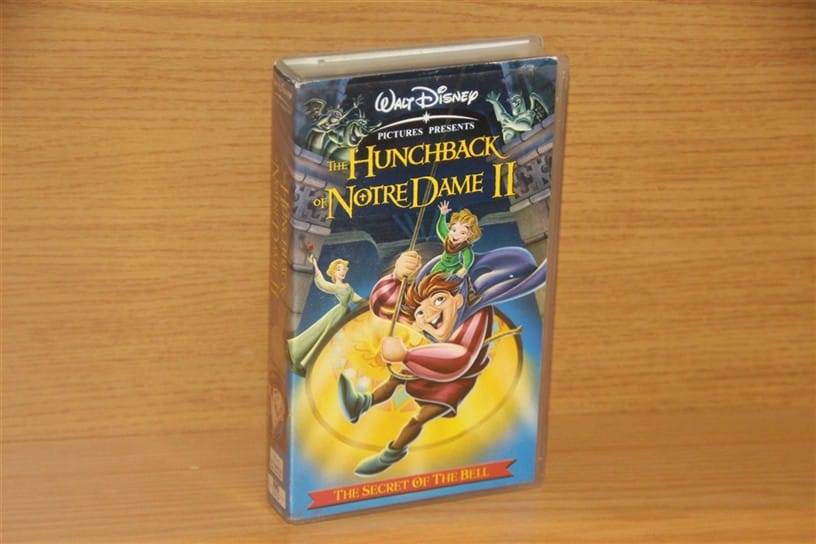 WALT DISNEY
PICTURES PRESENTS
THE HUNCHBACK
OF NOTRE DAME II
THE SECRET OF THE BELL